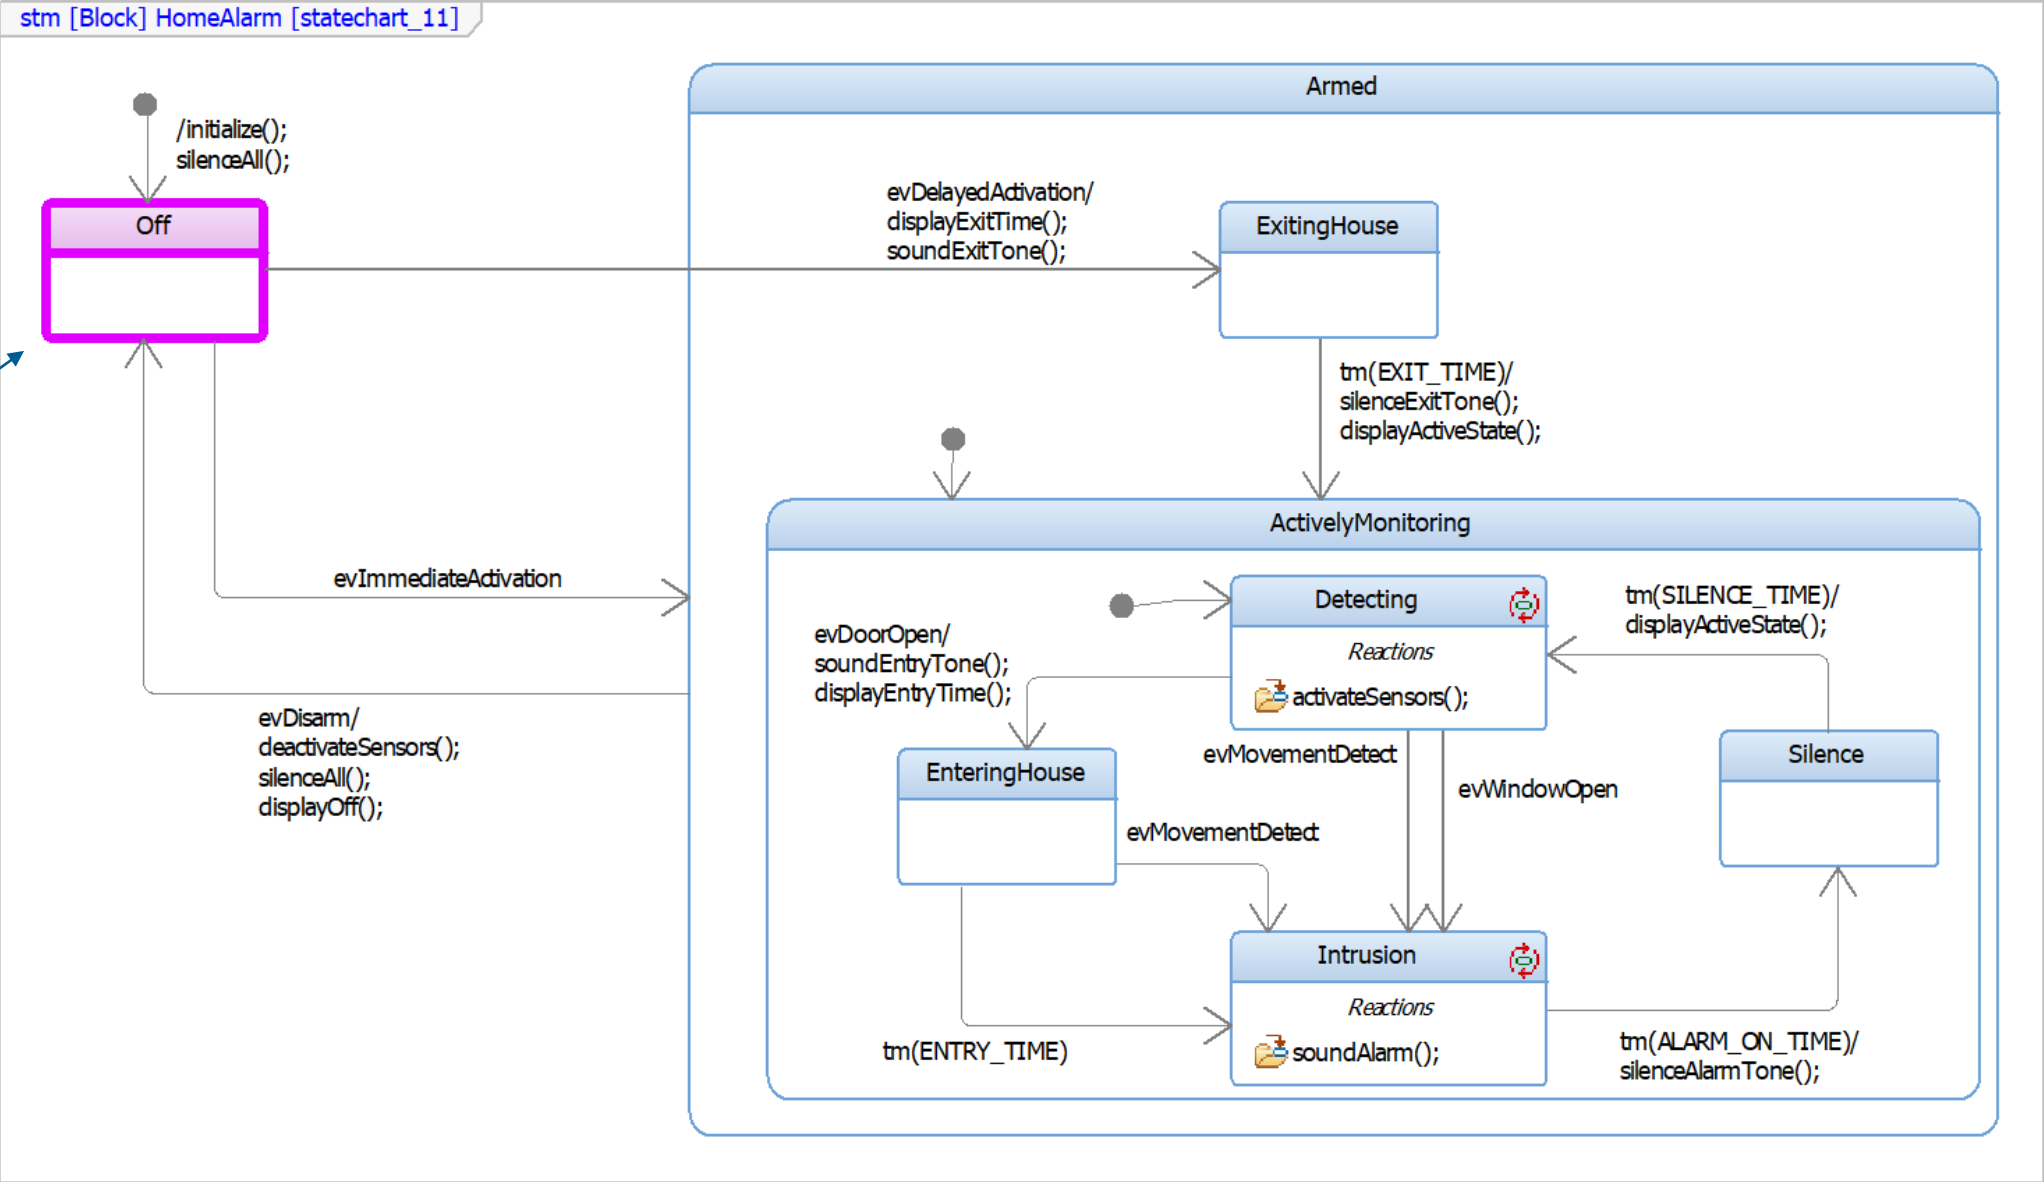 stm [Block] HomeAlarm [statechart_11]
Armed
/initialize();
silenceAll();
Off
evDelayedActivation/
displayExitTime();
soundExitTone();
ExitingHouse
tm(EXIT_TIME)/
silenceExitTone();
displayActiveState();
ActivelyMonitoring
evImmediateActivation
Detecting
Reactions
activateSensors();
tm(SILENCE_TIME)/
displayActiveState();
evDoorOpen/
soundEntryTone();
displayEntryTime();
evDisarm/
deactivateSensors();
silenceAll();
displayOff();
EnteringHouse
evMovementDetect
evWindowOpen
Silence
evMovementDetect
Intrusion
Reactions
soundAlarm();
tm(ENTRY_TIME)
tm(ALARM_ON_TIME)/
silenceAlarmTone();